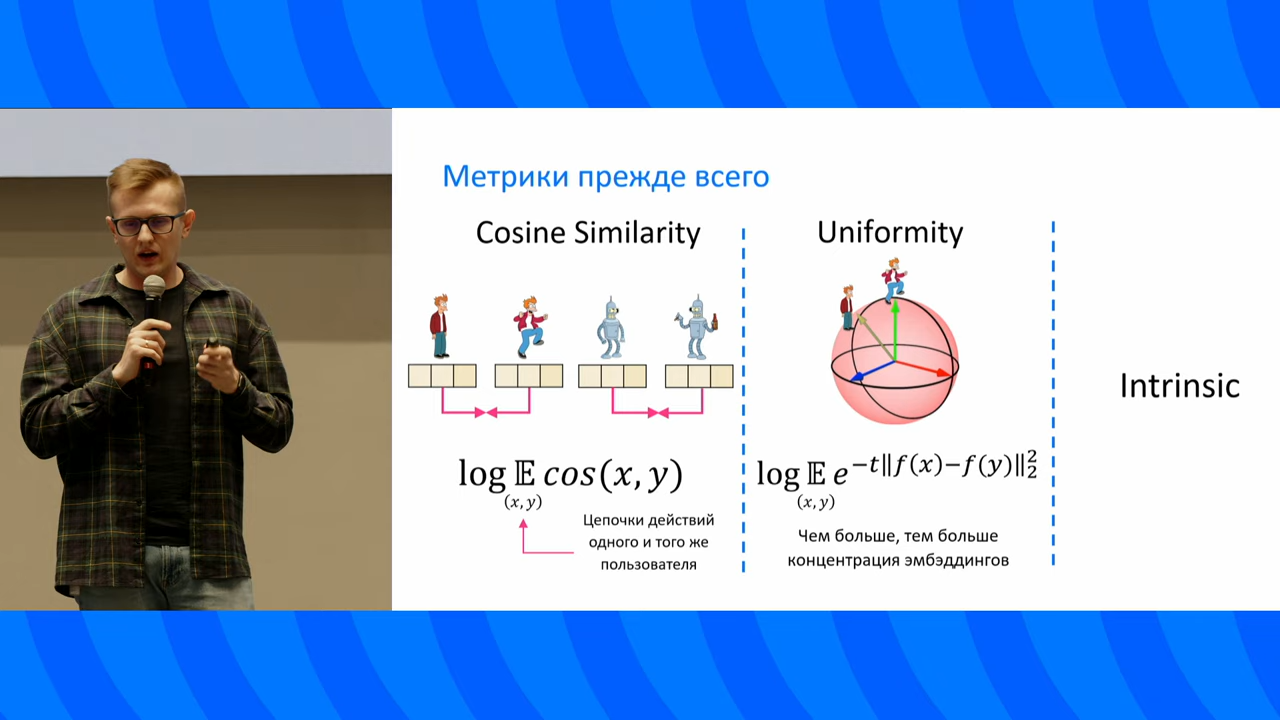 Метрики прежде всего
Cosine Similarity
log 𝔼 cos(x, y)
(x, y)
Цепочки действий
одного и того же
пользователя
Uniformity
log 𝔼 e^{−t‖f(x)−f(y)‖₂²}
(x, y)
Чем больше, тем больше
концентрация эмбэддингов
Intrinsic